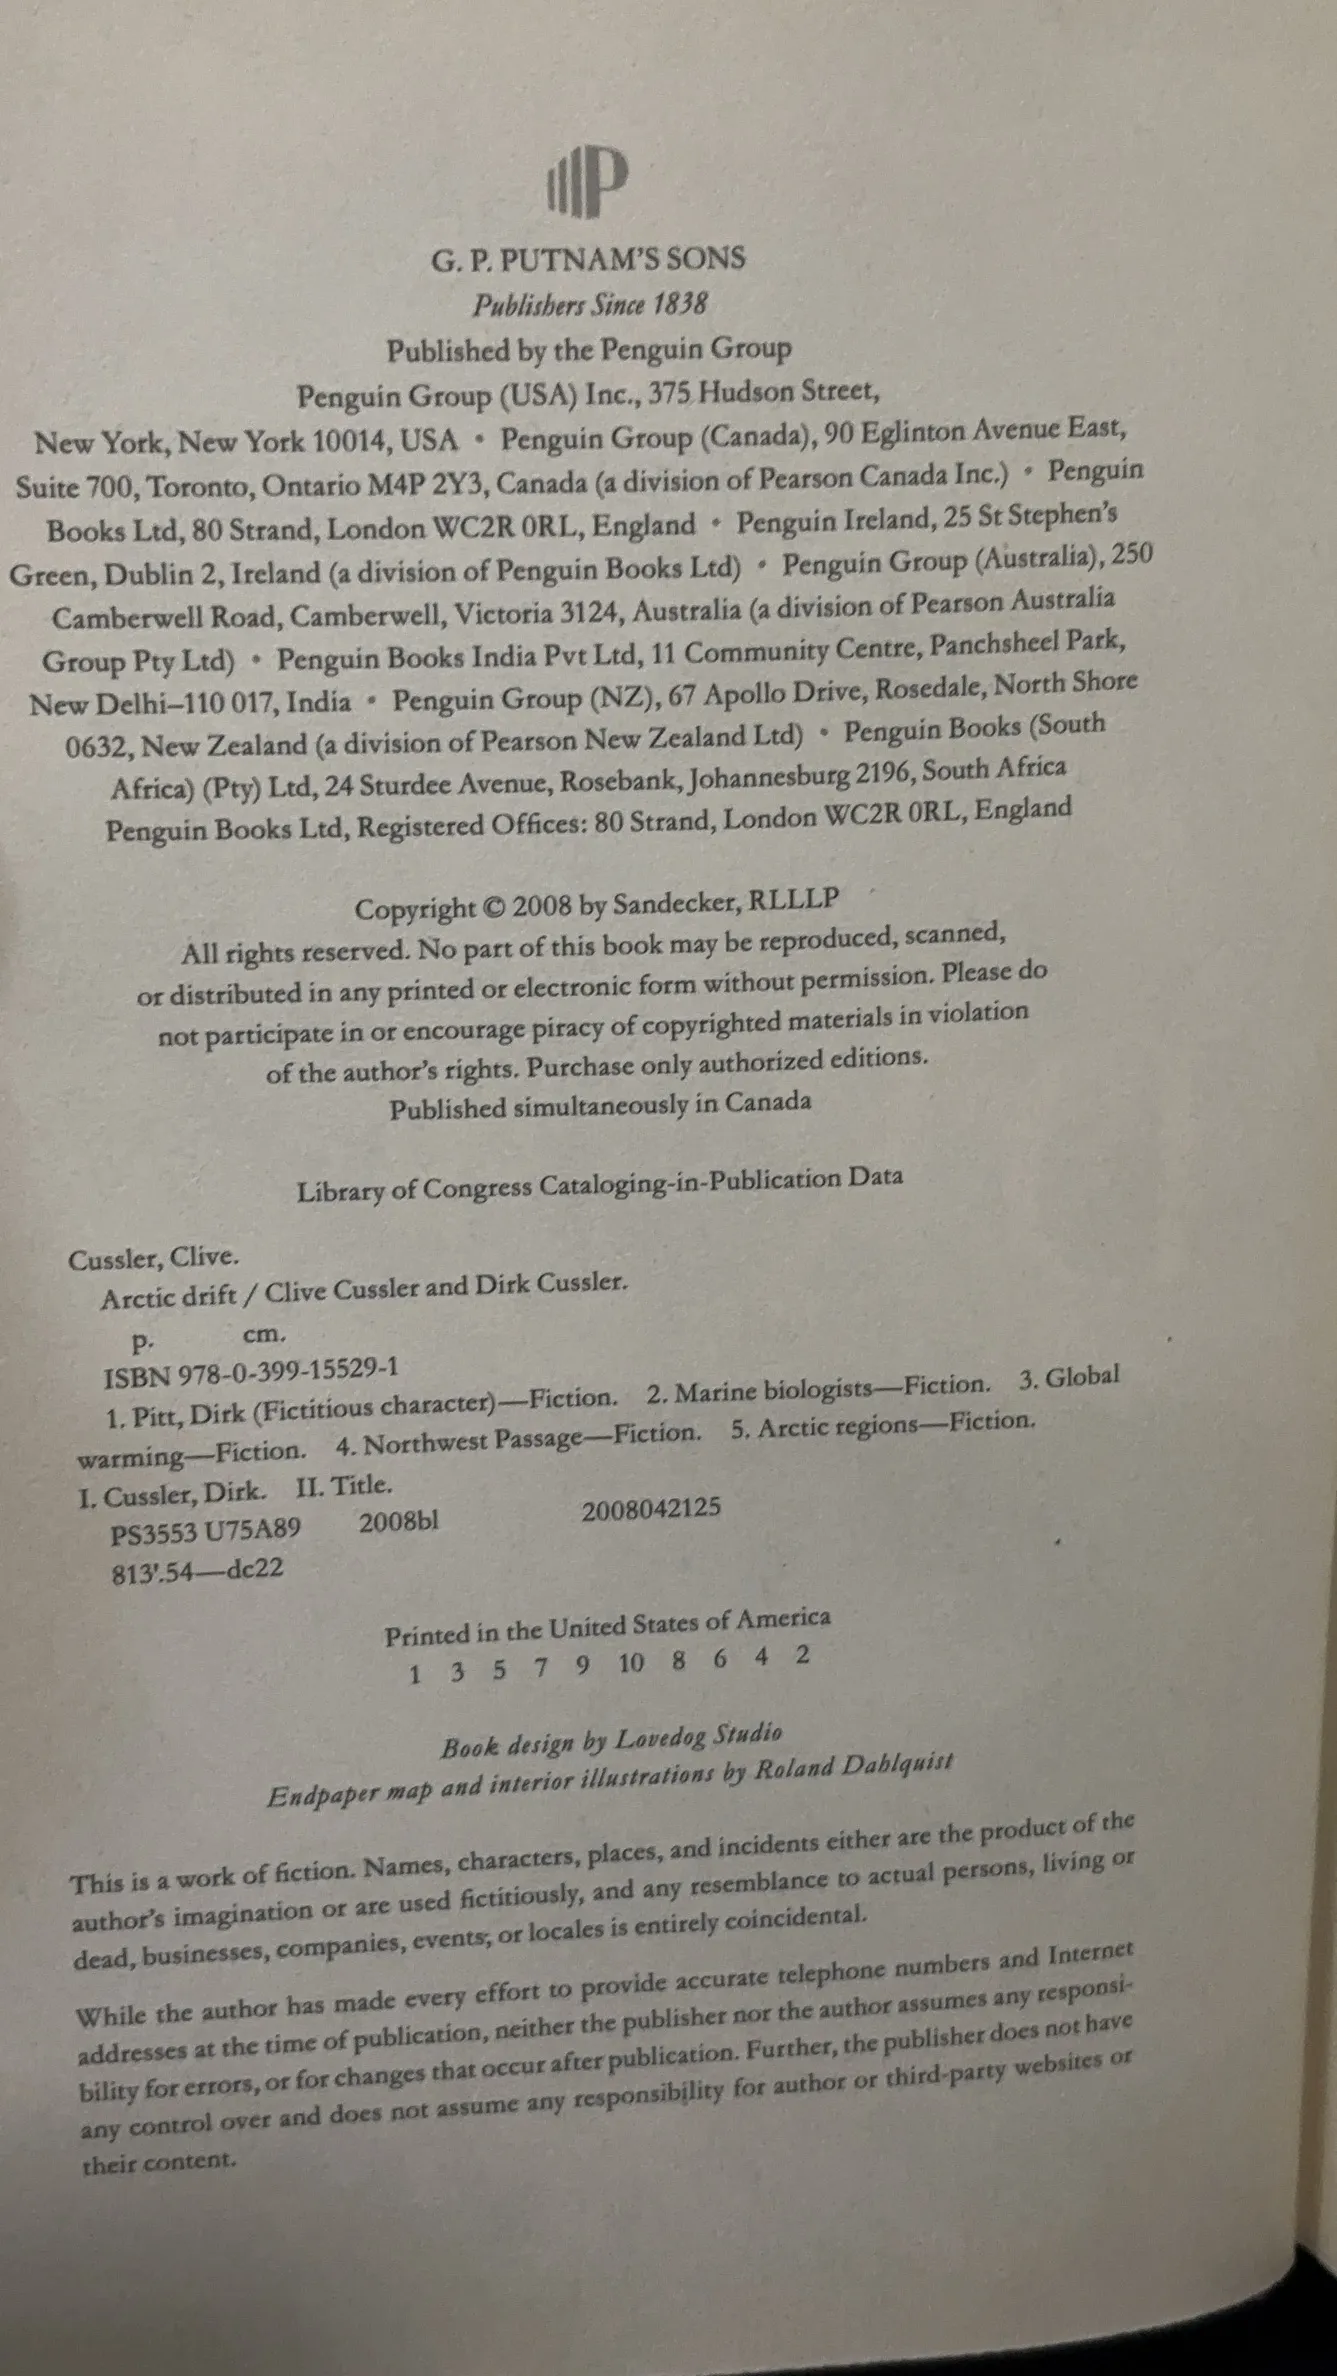 P
G. P. PUTNAM'S SONS
Publishers Since 1838
Published by the Penguin Group
Penguin Group (USA) Inc., 375 Hudson Street,
New York, New York 10014, USA • Penguin Group (Canada), 90 Eglinton Avenue East,
Suite 700, Toronto, Ontario M4P 2Y3, Canada (a division of Pearson Canada Inc.) • Penguin
Books Ltd, 80 Strand, London WC2R 0RL, England • Penguin Ireland, 25 St Stephen's
Green, Dublin 2, Ireland (a division of Penguin Books Ltd) • Penguin Group (Australia), 250
Camberwell Road, Camberwell, Victoria 3124, Australia (a division of Pearson Australia
Group Pty Ltd) • Penguin Books India Pvt Ltd, 11 Community Centre, Panchsheel Park,
New Delhi–110 017, India • Penguin Group (NZ), 67 Apollo Drive, Rosedale, North Shore
0632, New Zealand (a division of Pearson New Zealand Ltd) • Penguin Books (South
Africa) (Pty) Ltd, 24 Sturdee Avenue, Rosebank, Johannesburg 2196, South Africa
Penguin Books Ltd, Registered Offices: 80 Strand, London WC2R 0RL, England
Copyright © 2008 by Sandecker, RLLLP
All rights reserved. No part of this book may be reproduced, scanned,
or distributed in any printed or electronic form without permission. Please do
not participate in or encourage piracy of copyrighted materials in violation
of the author's rights. Purchase only authorized editions.
Published simultaneously in Canada
Library of Congress Cataloging-in-Publication Data
Cussler, Clive.
Arctic drift / Clive Cussler and Dirk Cussler.
p. cm.
ISBN 978-0-399-15529-1
1. Pitt, Dirk (Fictitious character)—Fiction. 2. Marine biologists—Fiction. 3. Global
warming—Fiction. 4. Northwest Passage—Fiction. 5. Arctic regions—Fiction.
I. Cussler, Dirk. II. Title.
PS3553 U75A89 2008bl 2008042125
813'.54—dc22
Printed in the United States of America
1 3 5 7 9 10 8 6 4 2
Book design by Lovedog Studio
Endpaper map and interior illustrations by Roland Dahlquist
This is a work of fiction. Names, characters, places, and incidents either are the product of the
author's imagination or are used fictitiously, and any resemblance to actual persons, living or
dead, businesses, companies, events, or locales is entirely coincidental.
While the author has made every effort to provide accurate telephone numbers and Internet
addresses at the time of publication, neither the publisher nor the author assumes any responsi-
bility for errors, or for changes that occur after publication. Further, the publisher does not have
any control over and does not assume any responsibility for author or third-party websites or
their content.